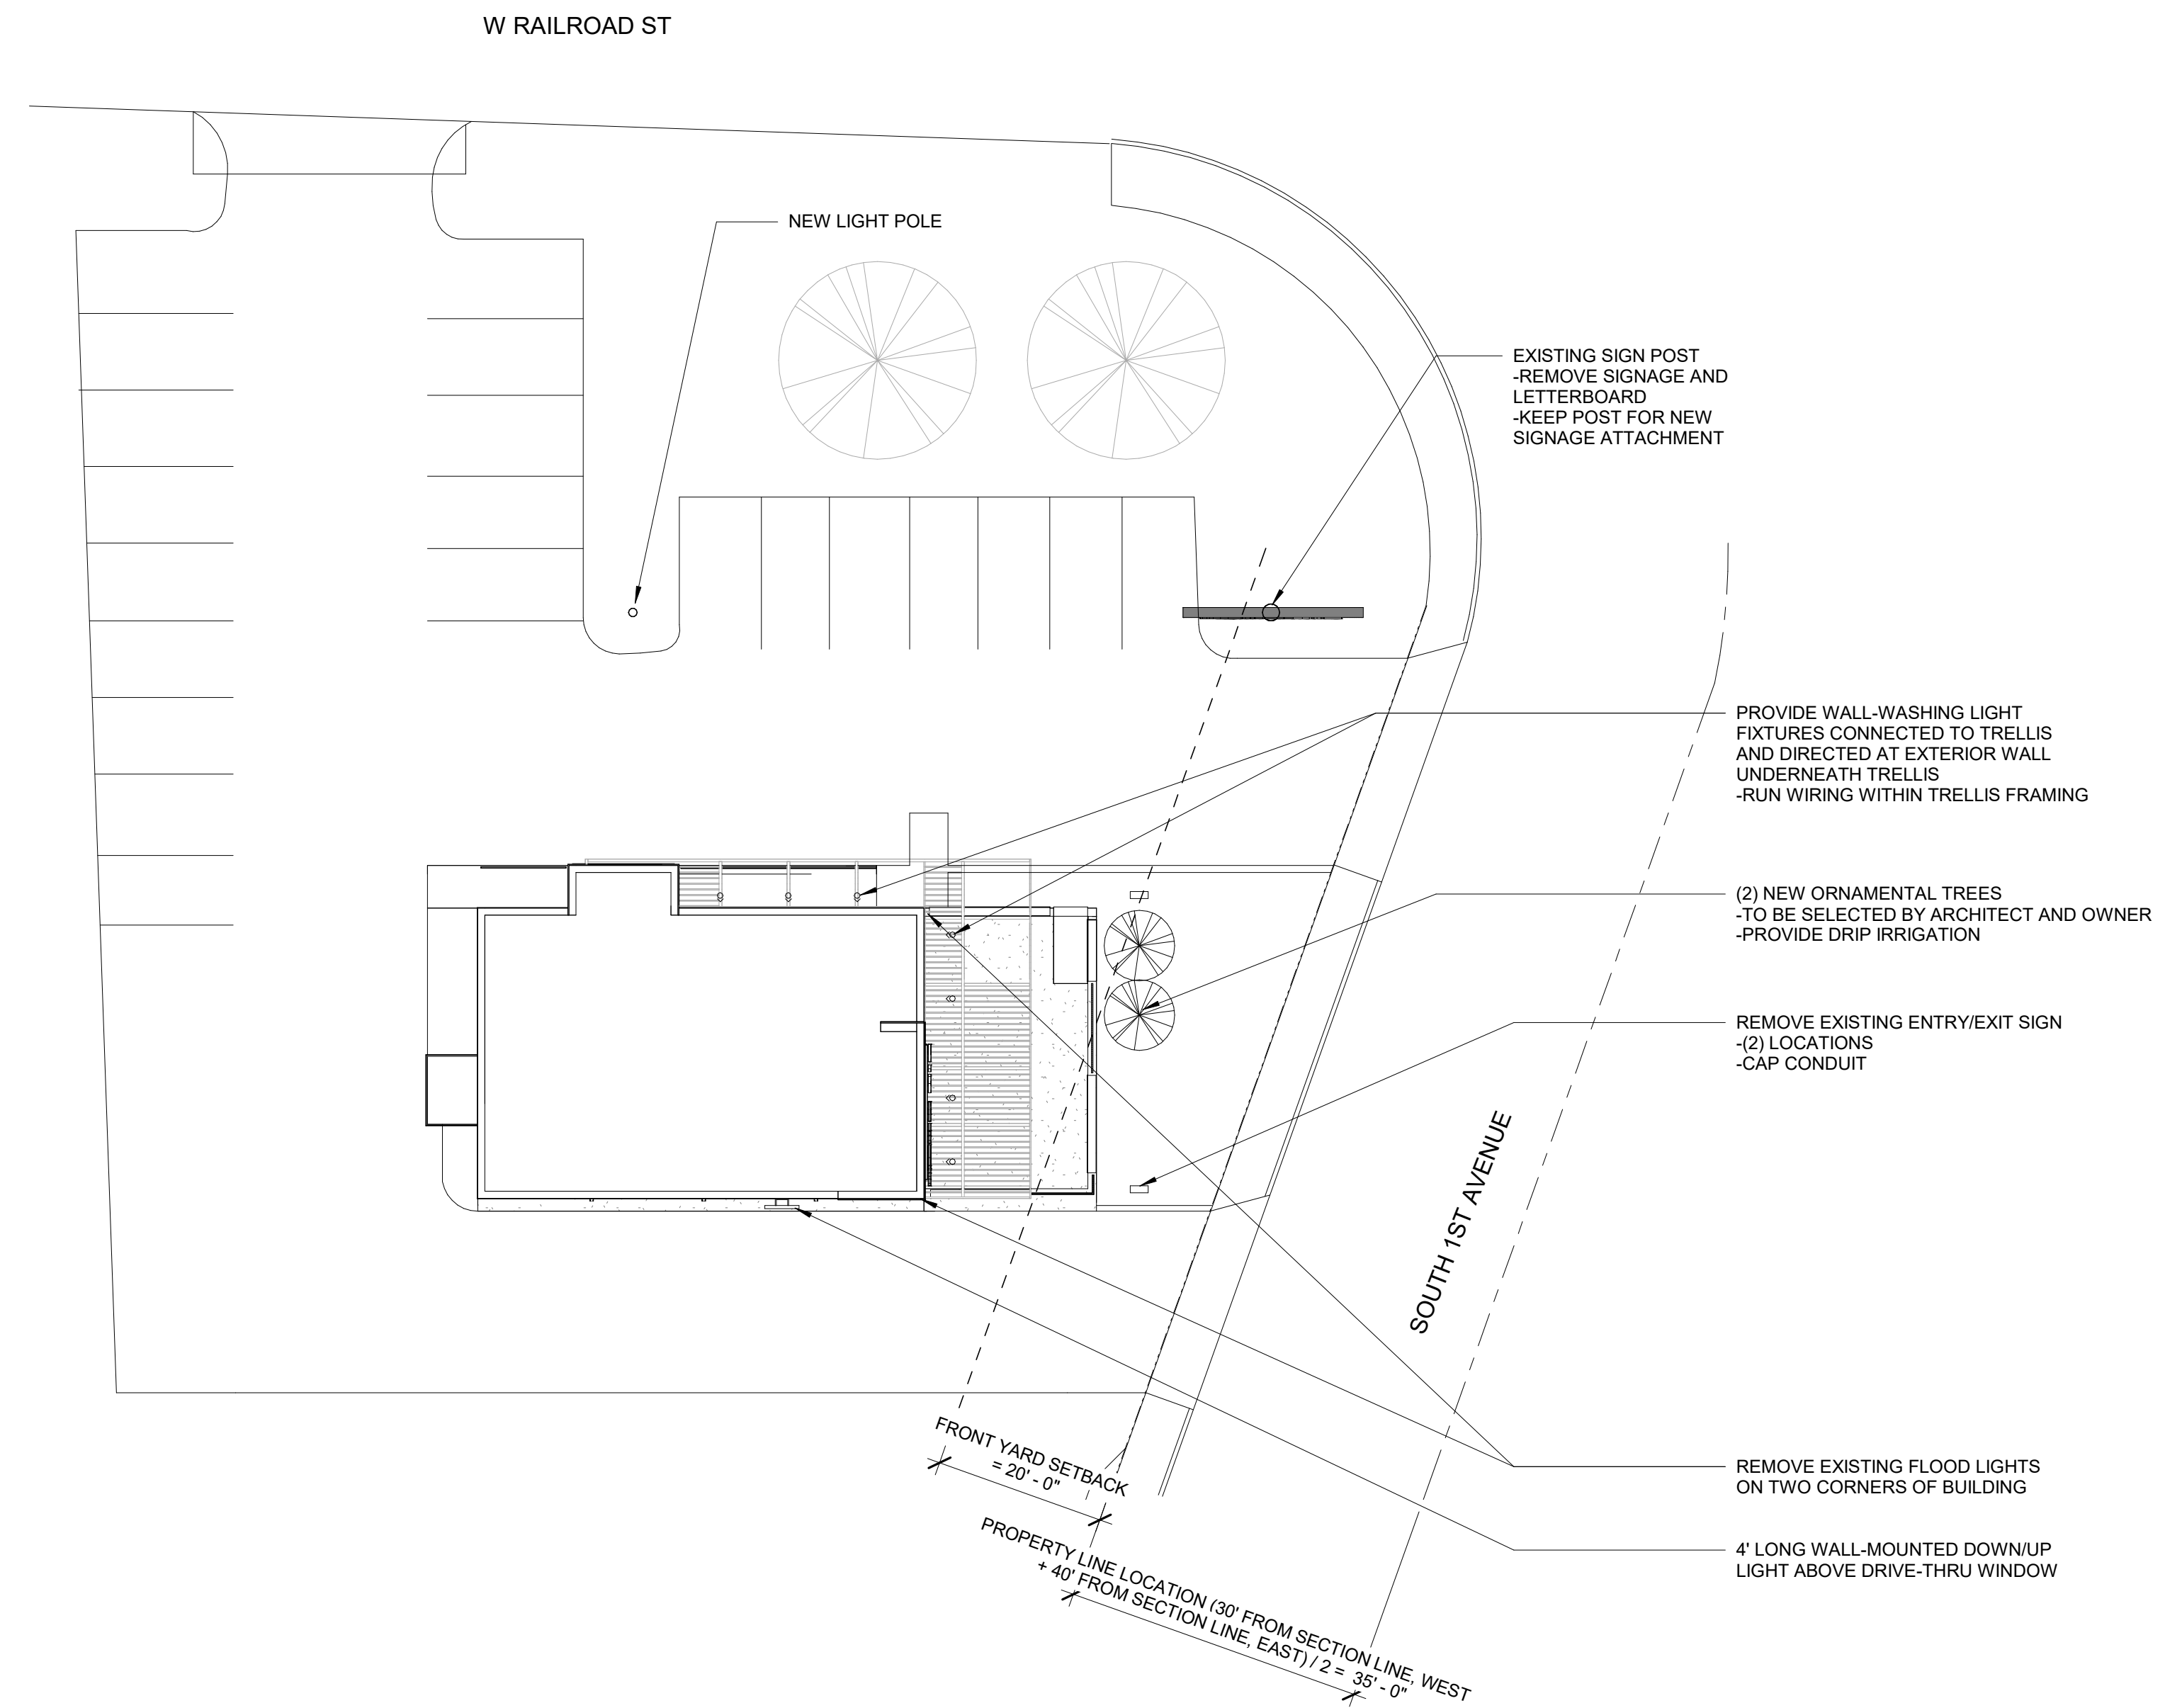 W RAILROAD ST
NEW LIGHT POLE
EXISTING SIGN POST
-REMOVE SIGNAGE AND
LETTERBOARD
-KEEP POST FOR NEW
SIGNAGE ATTACHMENT
PROVIDE WALL-WASHING LIGHT
FIXTURES CONNECTED TO TRELLIS
AND DIRECTED AT EXTERIOR WALL
UNDERNEATH TRELLIS
-RUN WIRING WITHIN TRELLIS FRAMING
(2) NEW ORNAMENTAL TREES
-TO BE SELECTED BY ARCHITECT AND OWNER
-PROVIDE DRIP IRRIGATION
REMOVE EXISTING ENTRY/EXIT SIGN
-(2) LOCATIONS
-CAP CONDUIT
SOUTH 1ST AVENUE
FRONT YARD SETBACK
= 20' - 0"
REMOVE EXISTING FLOOD LIGHTS
ON TWO CORNERS OF BUILDING
PROPERTY LINE LOCATION (30' FROM SECTION LINE, WEST
+ 40' FROM SECTION LINE, EAST) / 2 = 35' - 0"
4' LONG WALL-MOUNTED DOWN/UP
LIGHT ABOVE DRIVE-THRU WINDOW